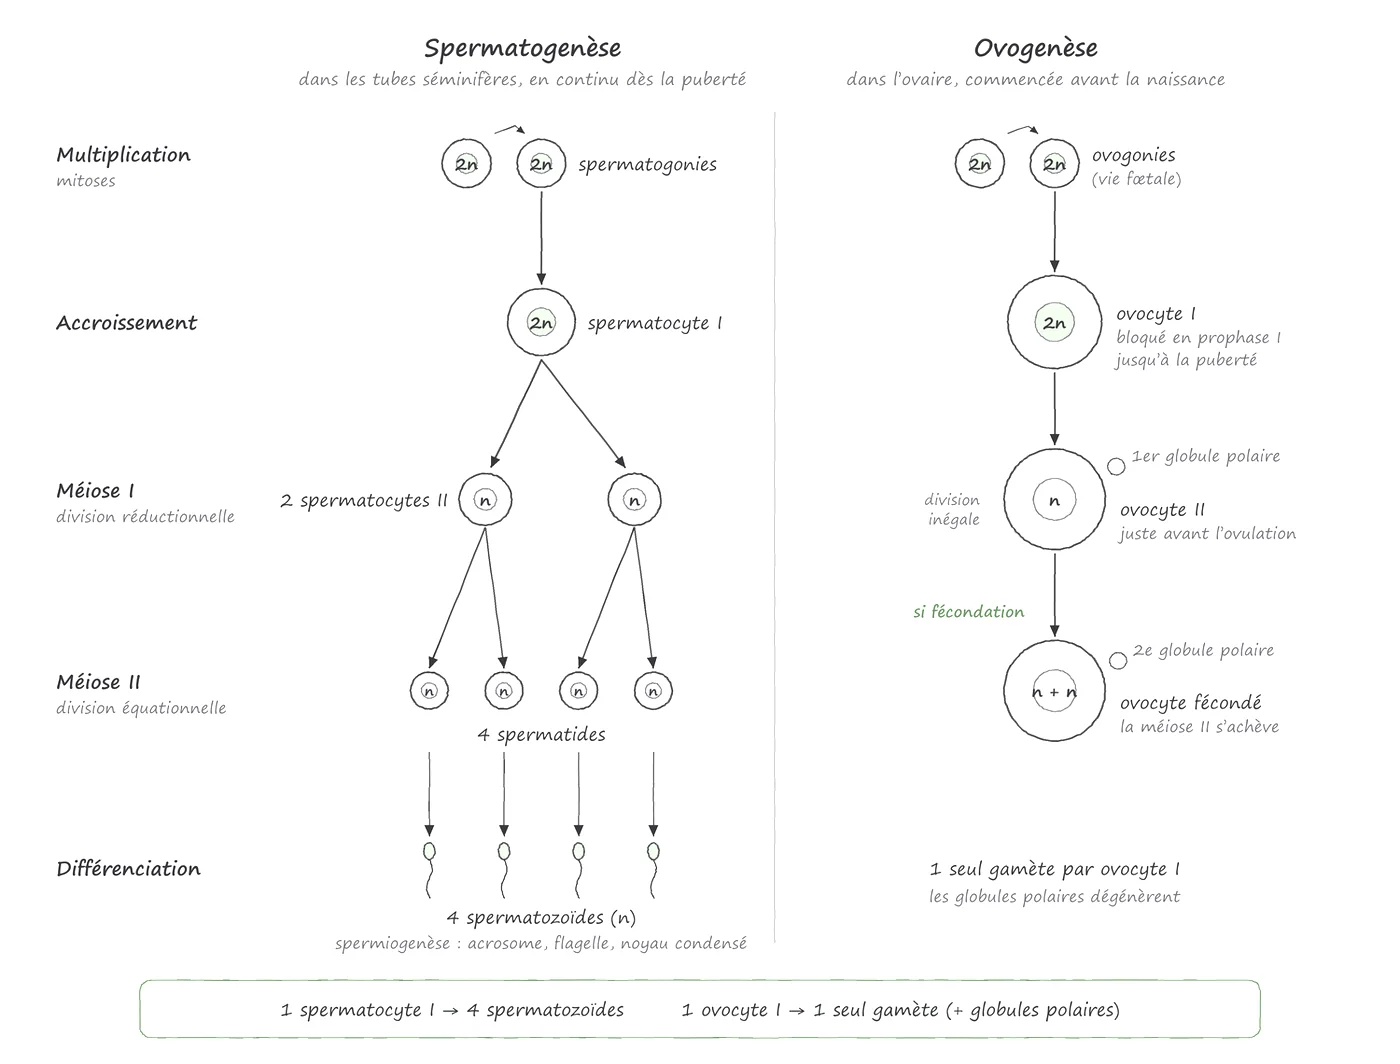 Spermatogenèse
dans les tubes séminifères, en continu dès la puberté
Ovogenèse
dans l'ovaire, commencée avant la naissance
Multiplication
mitoses
2n
2n
spermatogonies
2n
2n
ovogonies
(vie fœtale)
Accroissement
2n
spermatocyte I
2n
ovocyte I
bloqué en prophase I
jusqu'à la puberté
Méiose I
division réductionnelle
2 spermatocytes II
n
n
division
inégale
n
1er globule polaire
ovocyte II
juste avant l'ovulation
si fécondation
Méiose II
division équationnelle
n
n
n
n
4 spermatides
n + n
2e globule polaire
ovocyte fécondé
la méiose II s'achève
Différenciation
4 spermatozoïdes (n)
spermiogenèse : acrosome, flagelle, noyau condensé
1 seul gamète par ovocyte I
les globules polaires dégénèrent
1 spermatocyte I → 4 spermatozoïdes
1 ovocyte I → 1 seul gamète (+ globules polaires)